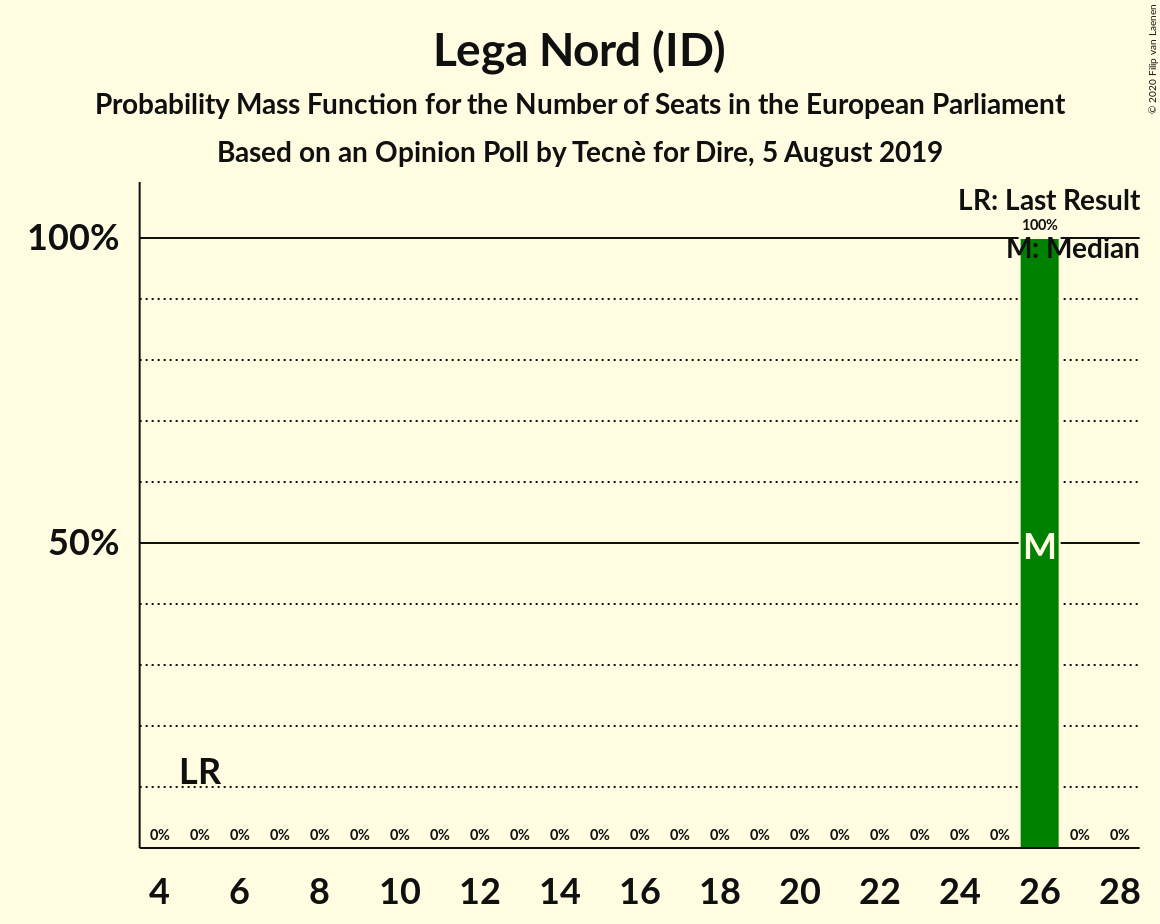 Lega Nord (ID)
Probability Mass Function for the Number of Seats in the European Parliament
Based on an Opinion Poll by Tecnè for Dire, 5 August 2019
© 2020 Filip van Laenen
LR: Last Result
M: Median
100%
100%
50%
M
LR
0% 0% 0% 0% 0% 0% 0% 0% 0% 0% 0% 0% 0% 0% 0% 0% 0% 0% 0% 0% 0% 0% 0% 0%
4 6 8 10 12 14 16 18 20 22 24 26 28